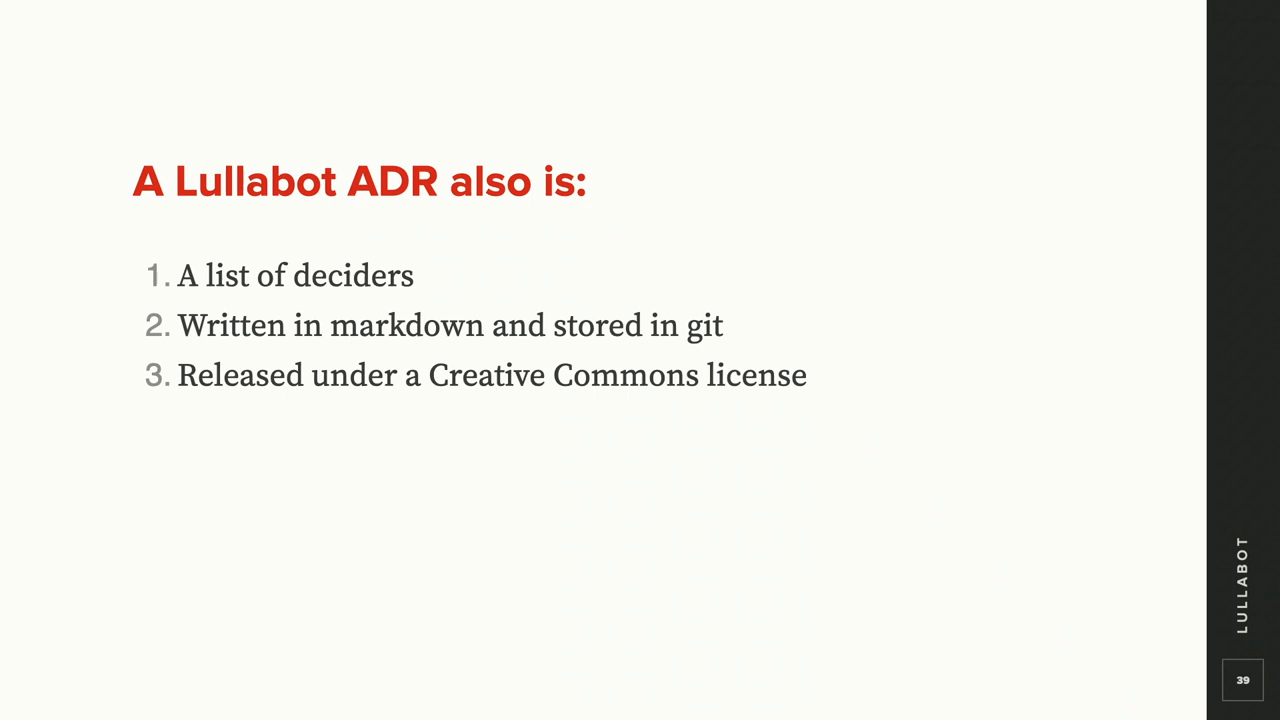 A Lullabot ADR also is:
1. A list of deciders
2. Written in markdown and stored in git
3. Released under a Creative Commons license
LULLABOT
39